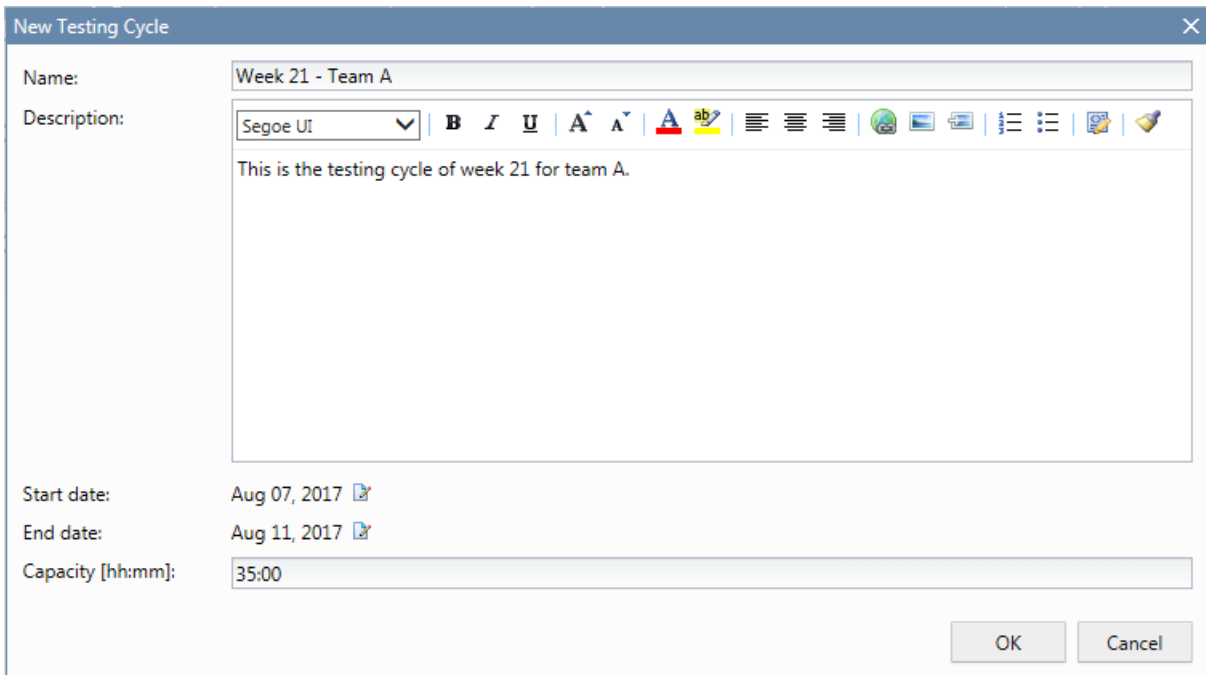 New Testing Cycle
Name: Week 21 - Team A
Description:
Segoe UI B I U A A A ab
This is the testing cycle of week 21 for team A.
Start date: Aug 07, 2017
End date: Aug 11, 2017
Capacity [hh:mm]: 35:00
OK Cancel